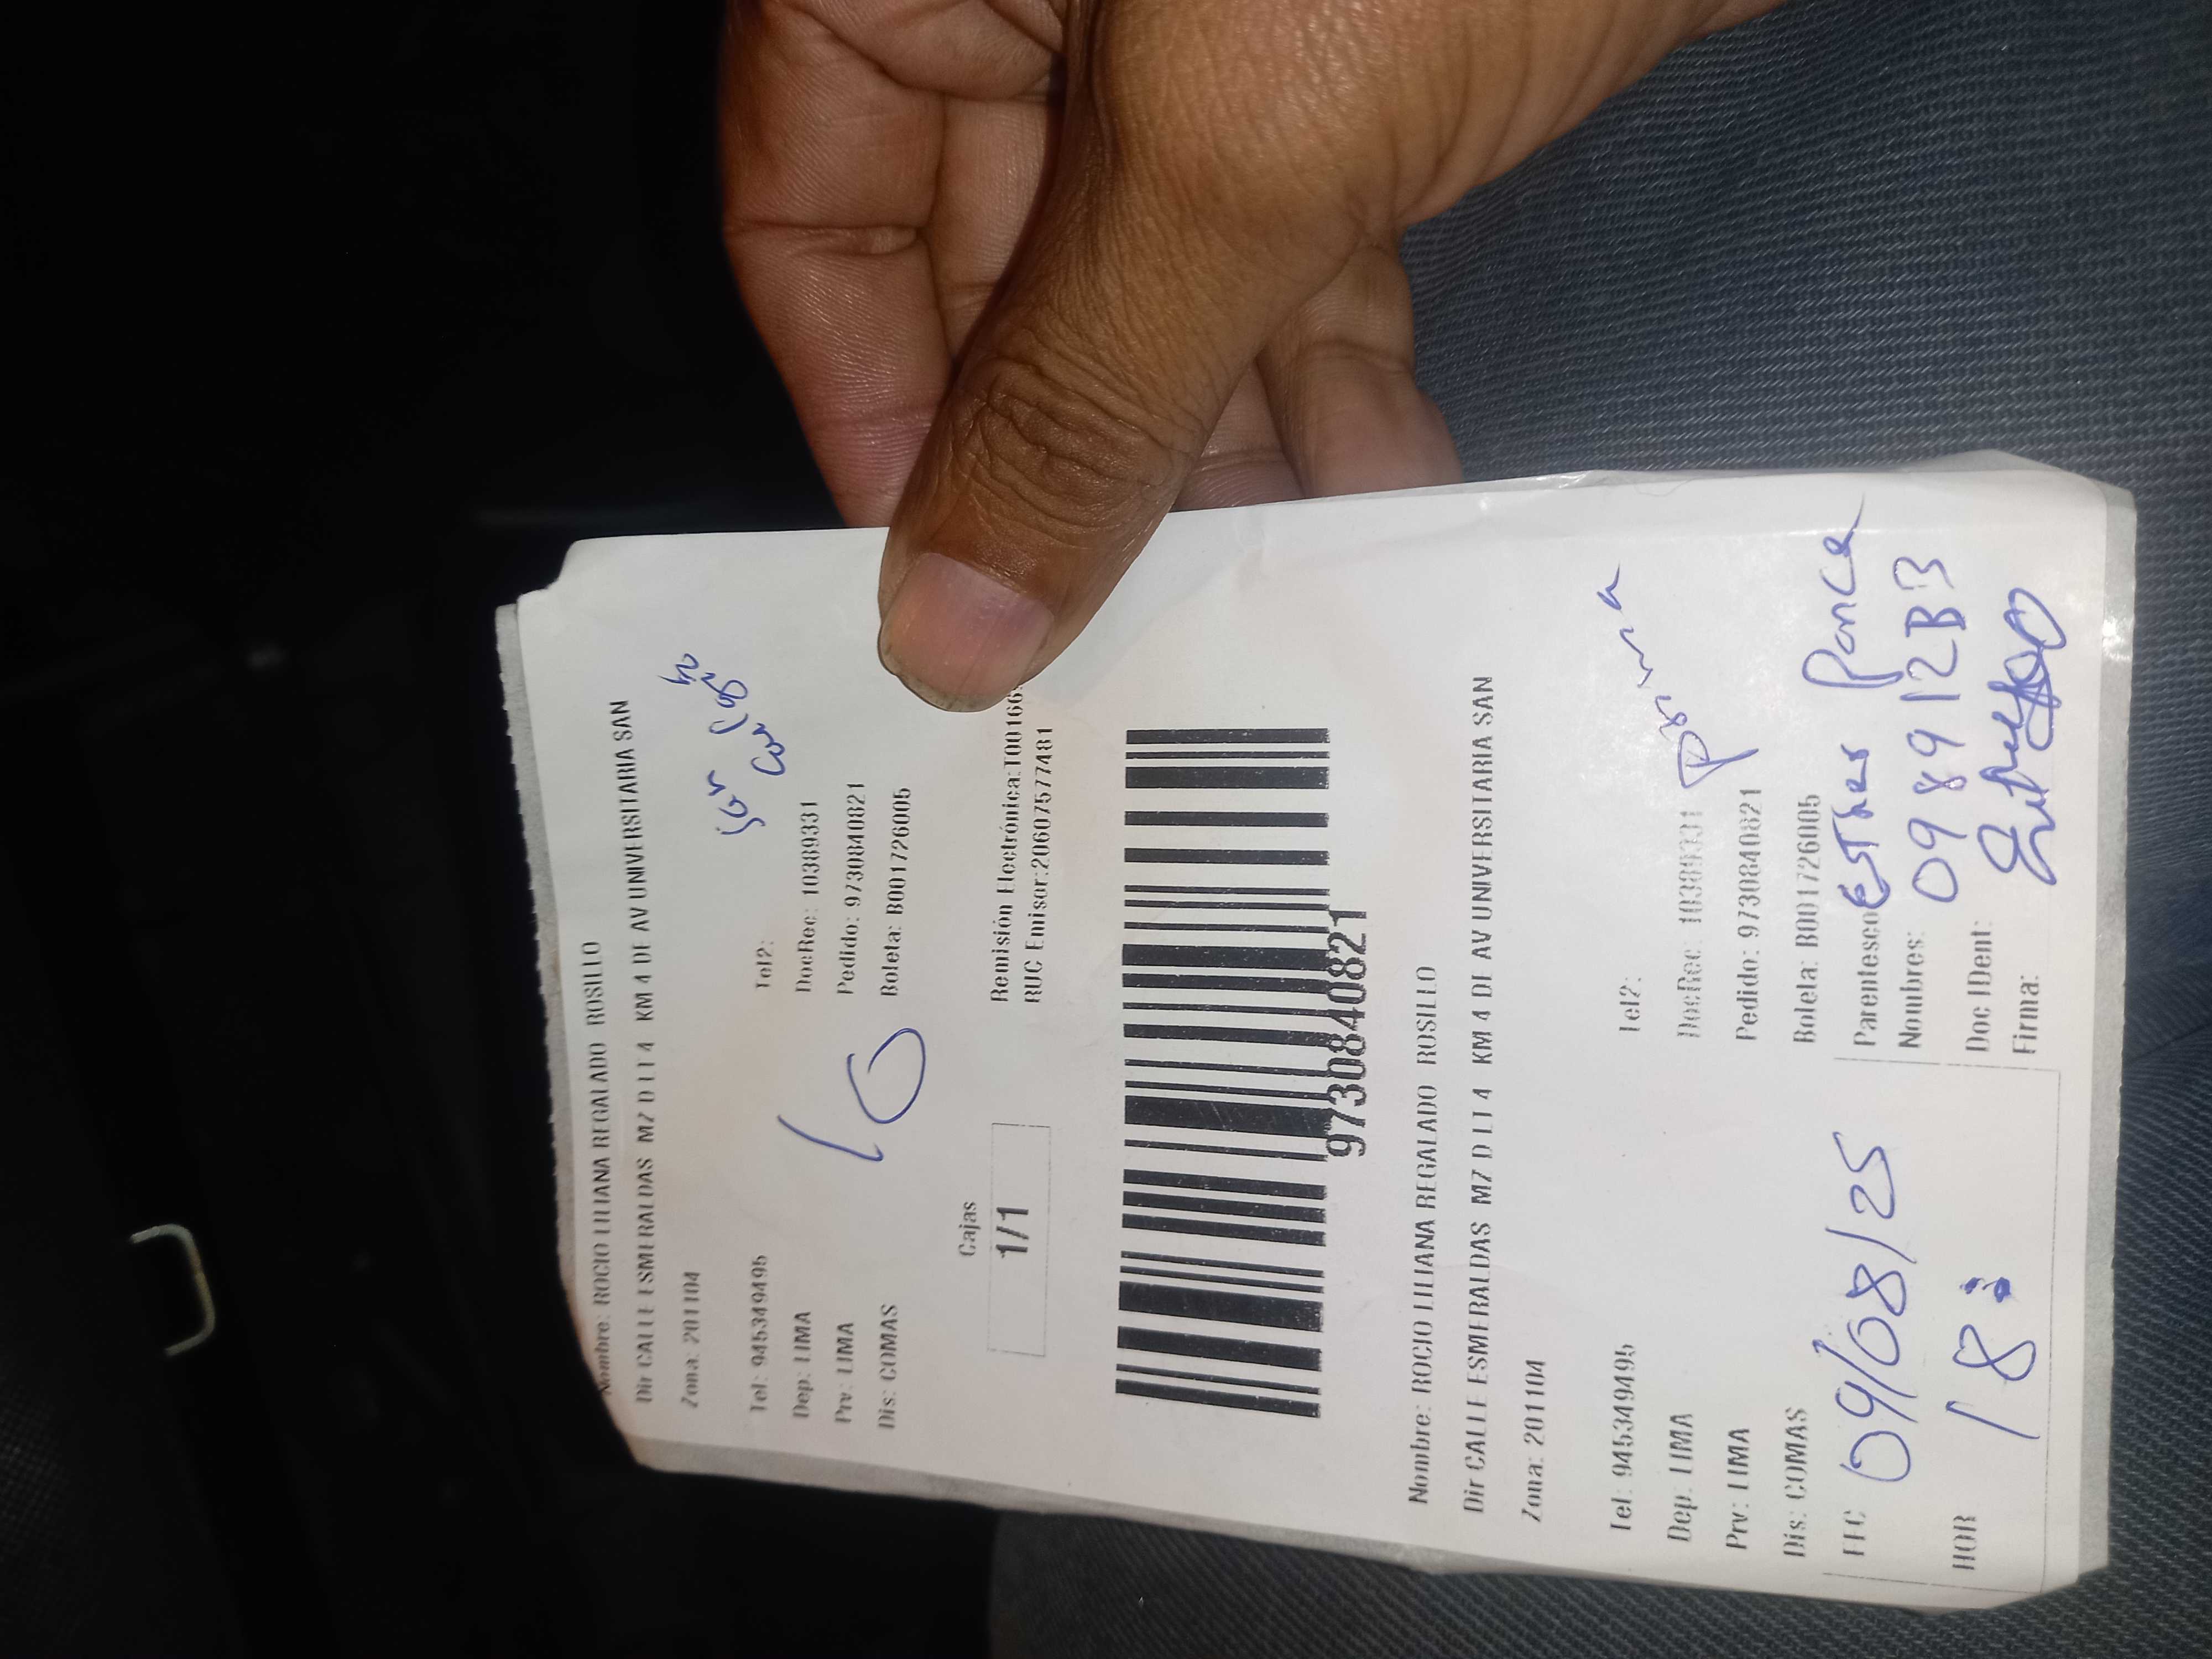 Nombre: ROCIO LILIANA REGALADO ROSILLO
Dir CALLE ESMERALDAS MZ D LT 4 KM 4 DE AV UNIVERSITARIA SAN
Zona: 201104
Tel: 945349495 Tel2:
Dep: LIMA DocRec: 10389331
Prv: LIMA Pedido: 9730840821
Dis: COMAS Boleta: B001726005
10
Cajas
1/1
Remisión Electrónica:T00166
RUC Emisor:20607577481
9730840821
Nombre: ROCIO LILIANA REGALADO ROSILLO
Dir CALLE ESMERALDAS MZ D LT 4 KM 4 DE AV UNIVERSITARIA SAN
Zona: 201104
Tel: 945349495 Tel2:
Dep: LIMA DocRec: 10389331
Prv: LIMA Pedido: 9730840821
Dis: COMAS Boleta: B001726005
FEC 09/08/25 Parentesco
Nombres: Esther Ponce
HOR 18: Doc IDent: 098912B3
Firma: